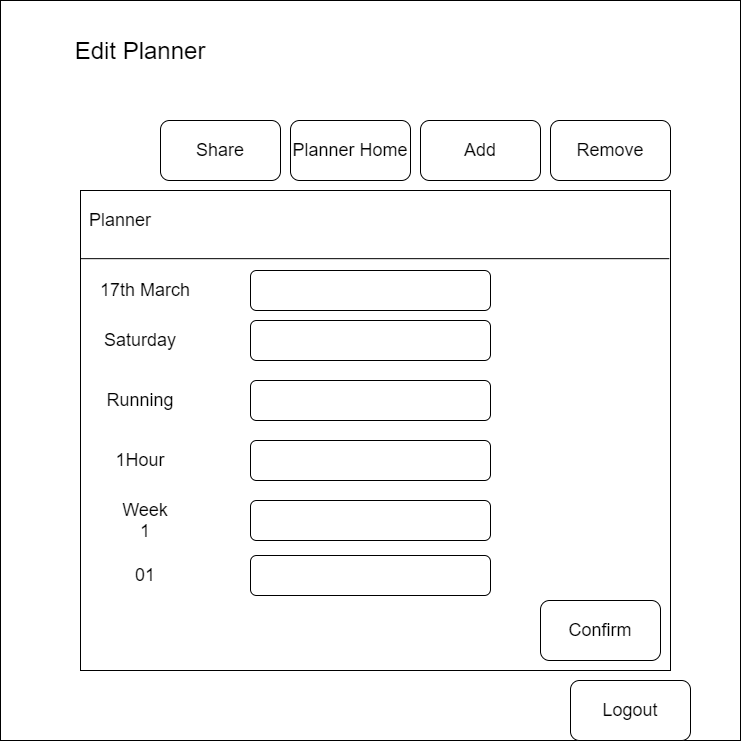 Edit Planner
Share
Planner Home
Add
Remove
Planner
17th March
Saturday
Running
1Hour
Week
1
01
Confirm
Logout